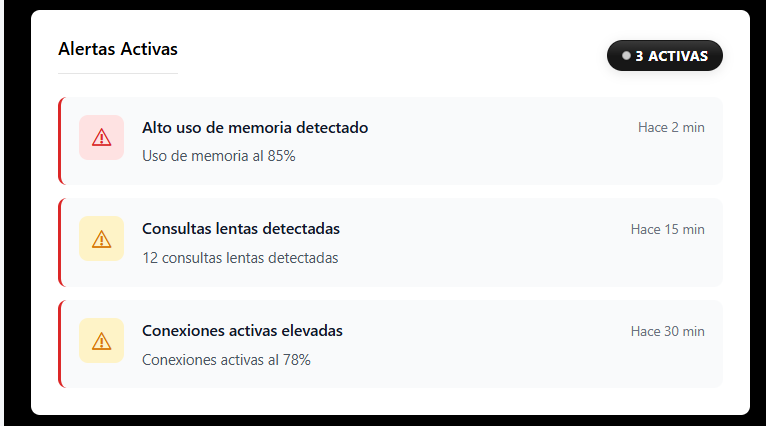 Alertas Activas
3 ACTIVAS
Alto uso de memoria detectado
Hace 2 min
Uso de memoria al 85%
Consultas lentas detectadas
Hace 15 min
12 consultas lentas detectadas
Conexiones activas elevadas
Hace 30 min
Conexiones activas al 78%